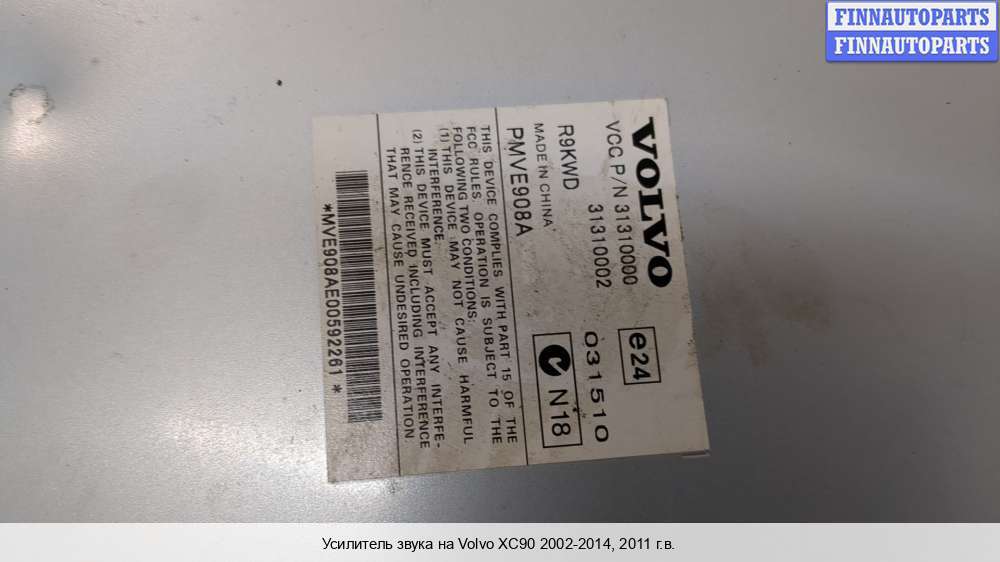 FINNAUTOPARTS
FINNAUTOPARTS
VOLVO
VCC P/N 31310000
31310002
R9KWD
MADE IN CHINA
PMVE908A
e24
031510
N18
THIS DEVICE COMPLIES WITH PART 15 OF THE
FCC RULES. OPERATION IS SUBJECT TO THE
FOLLOWING TWO CONDITIONS:
(1) THIS DEVICE MAY NOT CAUSE HARMFUL
INTERFERENCE.
(2) THIS DEVICE MUST ACCEPT ANY INTERFE-
RENCE RECEIVED INCLUDING INTERFERENCE
THAT MAY CAUSE UNDESIRED OPERATION.
*MVE908AE00592261*
Усилитель звука на Volvo XC90 2002-2014, 2011 г.в.